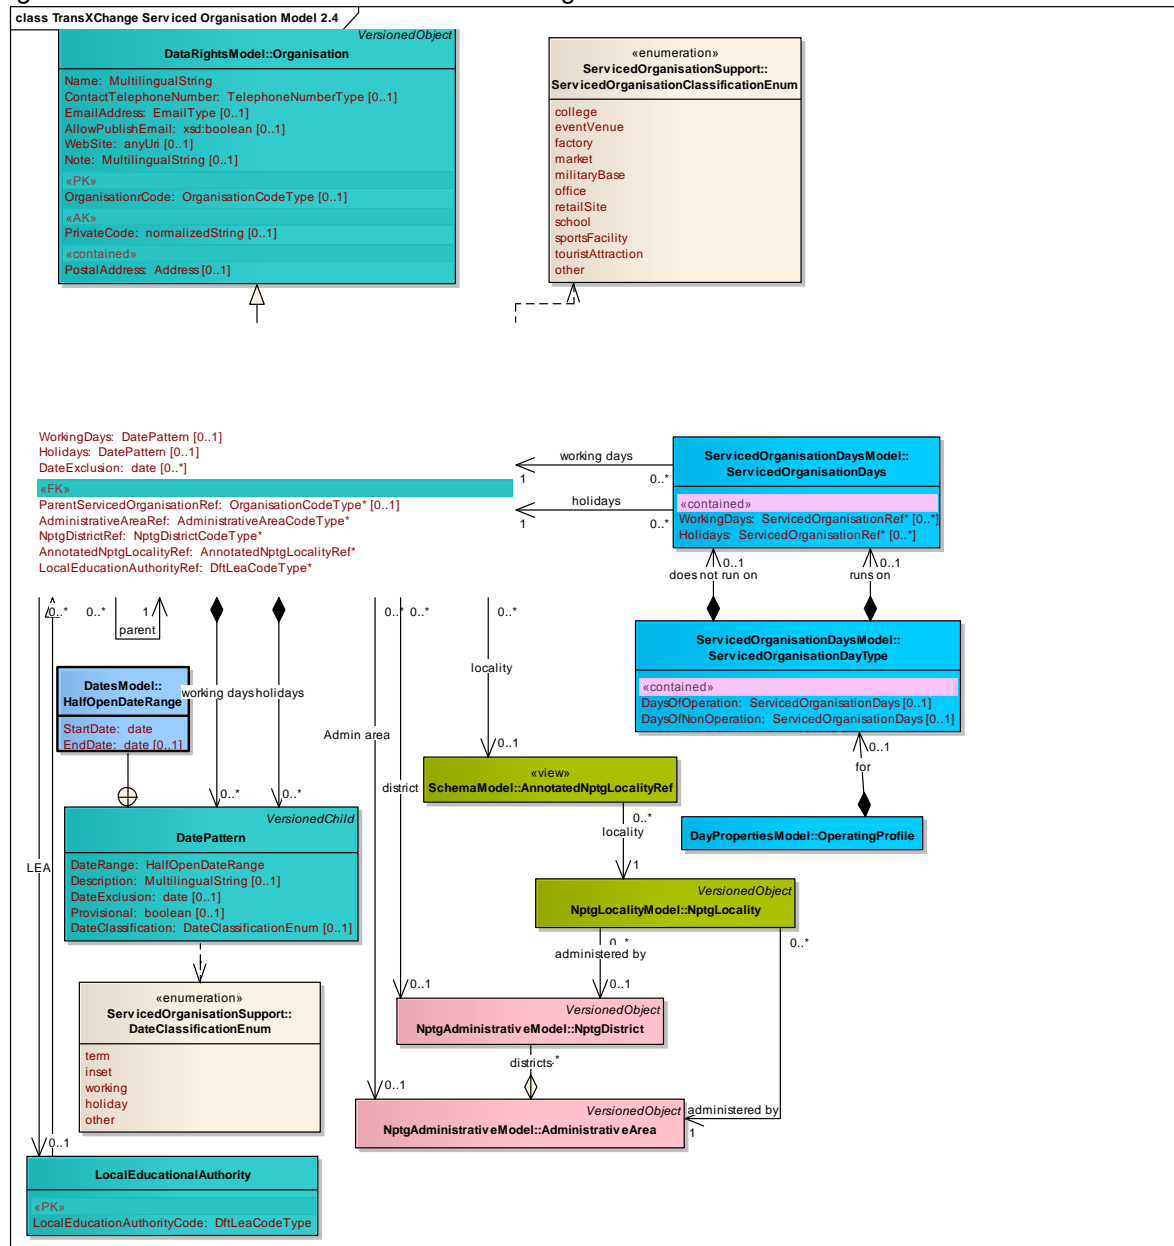 class TransXChange Serviced Organisation Model 2.4
VersionedObject
DataRightsModel::Organisation
Name: MultilingualString
ContactTelephoneNumber: TelephoneNumberType [0..1]
EmailAddress: EmailType [0..1]
AllowPublishEmail: xsd:boolean [0..1]
WebSite: anyUri [0..1]
Note: MultilingualString [0..1]
«PK»
OrganisationrCode: OrganisationCodeType [0..1]
«AK»
PrivateCode: normalizedString [0..1]
«contained»
PostalAddress: Address [0..1]
«enumeration»
ServicedOrganisationSupport::
ServicedOrganisationClassificationEnum
college
eventVenue
factory
market
militaryBase
office
retailSite
school
sportsFacility
touristAttraction
other
WorkingDays: DatePattern [0..1]
Holidays: DatePattern [0..1]
DateExclusion: date [0..*]
«FK»
ParentServicedOrganisationRef: OrganisationCodeType* [0..1]
AdministrativeAreaRef: AdministrativeAreaCodeType*
NptgDistrictRef: NptgDistrictCodeType*
AnnotatedNptgLocalityRef: AnnotatedNptgLocalityRef*
LocalEducationAuthorityRef: DftLeaCodeType*
working days
1
0..*
holidays
1
0..*
ServicedOrganisationDaysModel::
ServicedOrganisationDays
«contained»
WorkingDays: ServicedOrganisationRef* [0..*]
Holidays: ServicedOrganisationRef* [0..*]
0..1
does not run on
0..1
runs on
ServicedOrganisationDaysModel::
ServicedOrganisationDayType
«contained»
DaysOfOperation: ServicedOrganisationDays [0..1]
DaysOfNonOperation: ServicedOrganisationDays [0..1]
0..1
for
DayPropertiesModel::OperatingProfile
0..*
0..*
1
parent
0..*
0..*
0..*
DatesModel::
HalfOpenDateRange
StartDate: date
EndDate: date [0..1]
working days
holidays
0..*
0..*
Admin area
district
locality
0..1
«view»
SchemaModel::AnnotatedNptgLocalityRef
0..*
locality
1
VersionedObject
NptgLocalityModel::NptgLocality
0..*
administered by
0..1
0..*
VersionedChild
DatePattern
DateRange: HalfOpenDateRange
Description: MultilingualString [0..1]
DateExclusion: date [0..1]
Provisional: boolean [0..1]
DateClassification: DateClassificationEnum [0..1]
LEA
«enumeration»
ServicedOrganisationSupport::
DateClassificationEnum
term
inset
working
holiday
other
0..1
VersionedObject
NptgAdministrativeModel::NptgDistrict
districts
*
0..1
VersionedObject
NptgAdministrativeModel::AdministrativeArea
administered by
1
0..1
LocalEducationalAuthority
«PK»
LocalEducationAuthorityCode: DftLeaCodeType